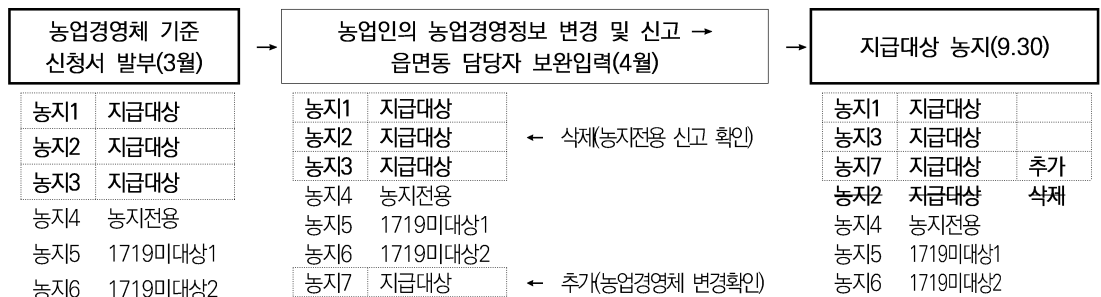 농업경영체 기준
신청서 발부(3월)
→
농업인의 농업경영정보 변경 및 신고 →
읍면동 담당자 보완입력(4월)
→
지급대상 농지(9.30)
농지1 지급대상
농지2 지급대상
농지3 지급대상
농지4 농지전용
농지5 1719미대상1
농지6 1719미대상2
농지1 지급대상
농지2 지급대상 ← 삭제(농지전용 신고 확인)
농지3 지급대상
농지4 농지전용
농지5 1719미대상1
농지6 1719미대상2
농지7 지급대상 ← 추가(농업경영체 변경확인)
농지1 지급대상
농지3 지급대상
농지7 지급대상 추가
농지2 지급대상 삭제
농지4 농지전용
농지5 1719미대상1
농지6 1719미대상2